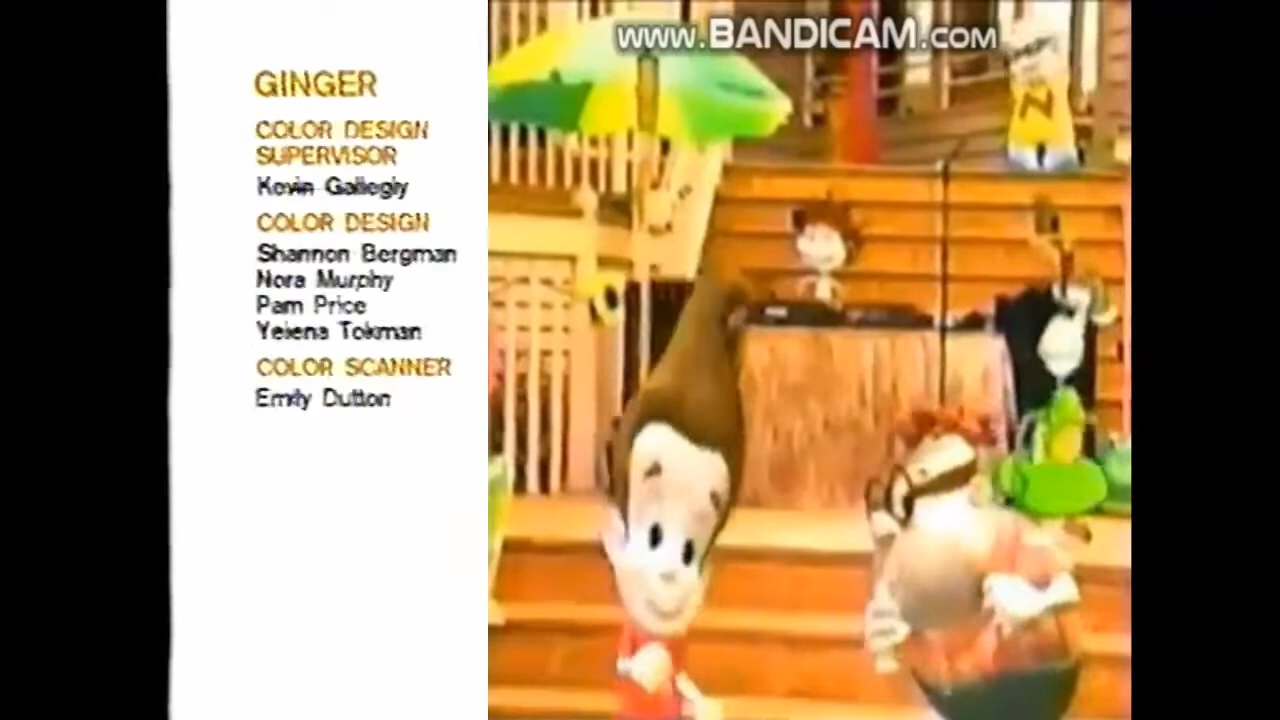 www.BANDICAM.com
GINGER
COLOR DESIGN
SUPERVISOR
Kevin Gallegly
COLOR DESIGN
Shannon Bergman
Nora Murphy
Pam Price
Yelena Tokman
COLOR SCANNER
Emily Dutton
Z